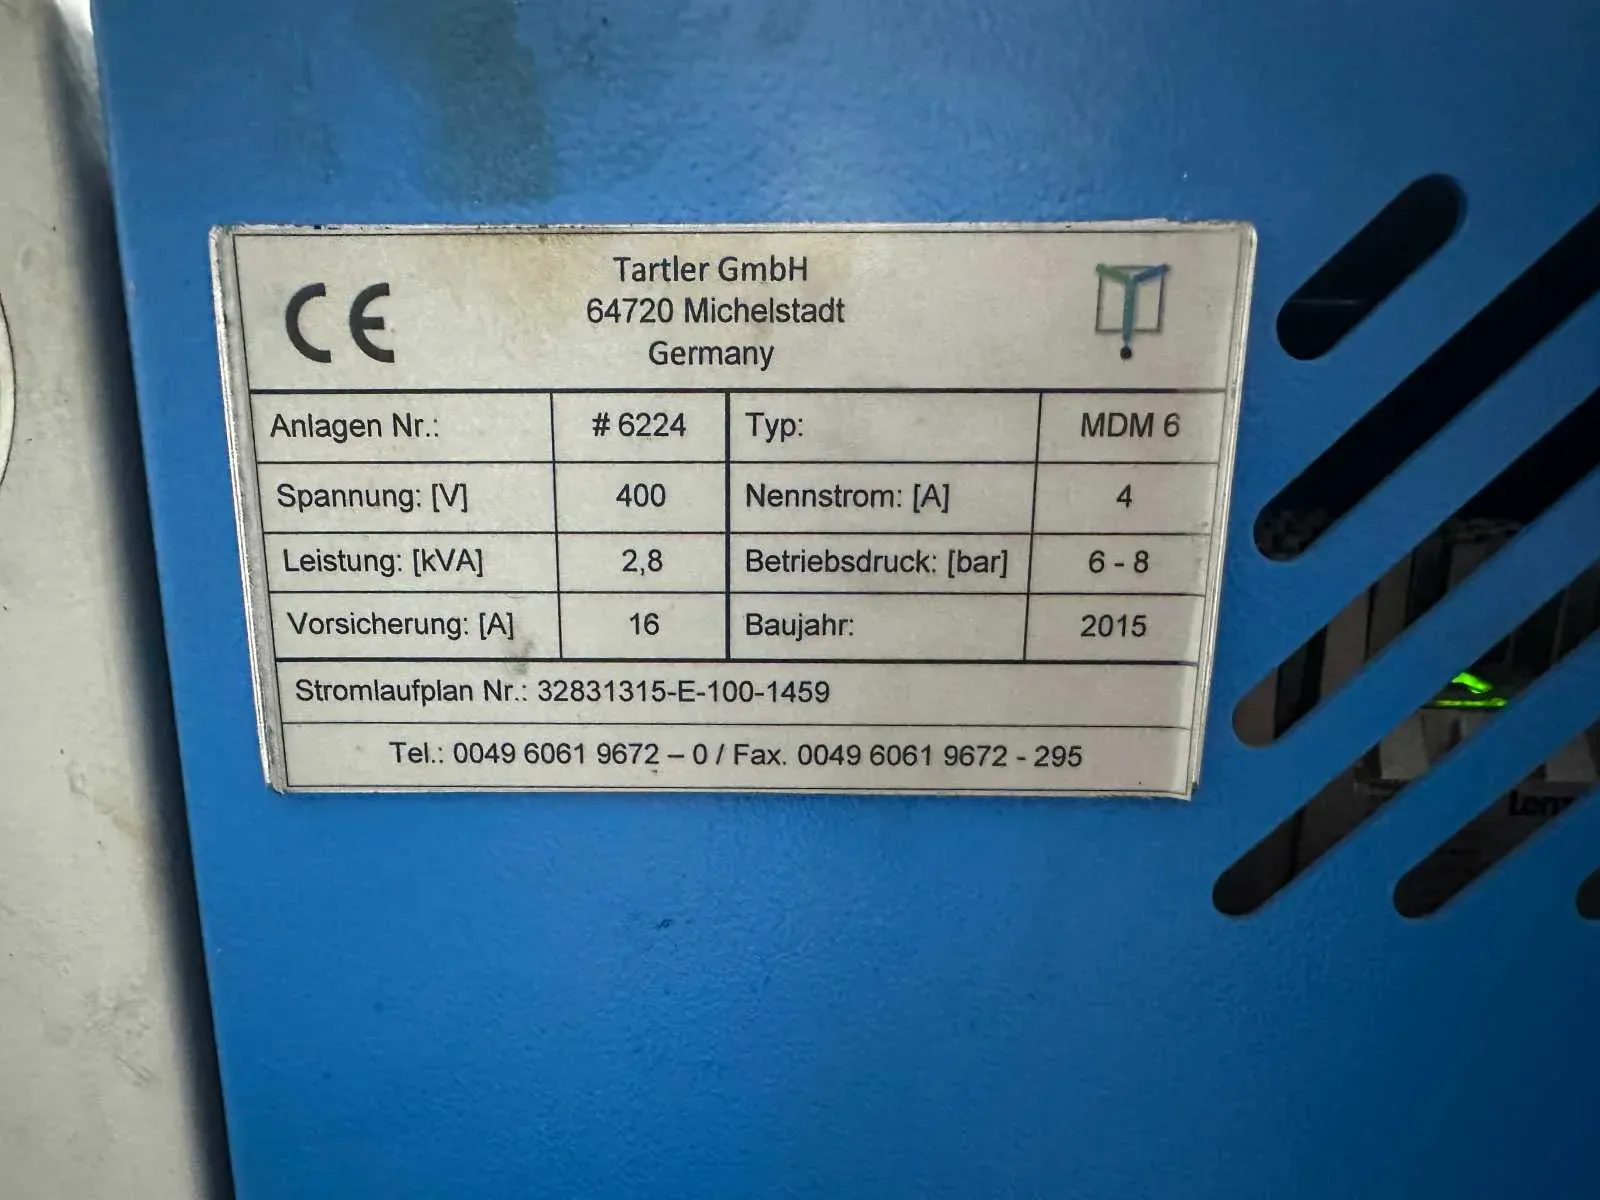 CE
Tartler GmbH
64720 Michelstadt
Germany
Anlagen Nr.: # 6224 Typ: MDM 6
Spannung: [V] 400 Nennstrom: [A] 4
Leistung: [kVA] 2,8 Betriebsdruck: [bar] 6 - 8
Vorsicherung: [A] 16 Baujahr: 2015
Stromlaufplan Nr.: 32831315-E-100-1459
Tel.: 0049 6061 9672 – 0 / Fax. 0049 6061 9672 - 295